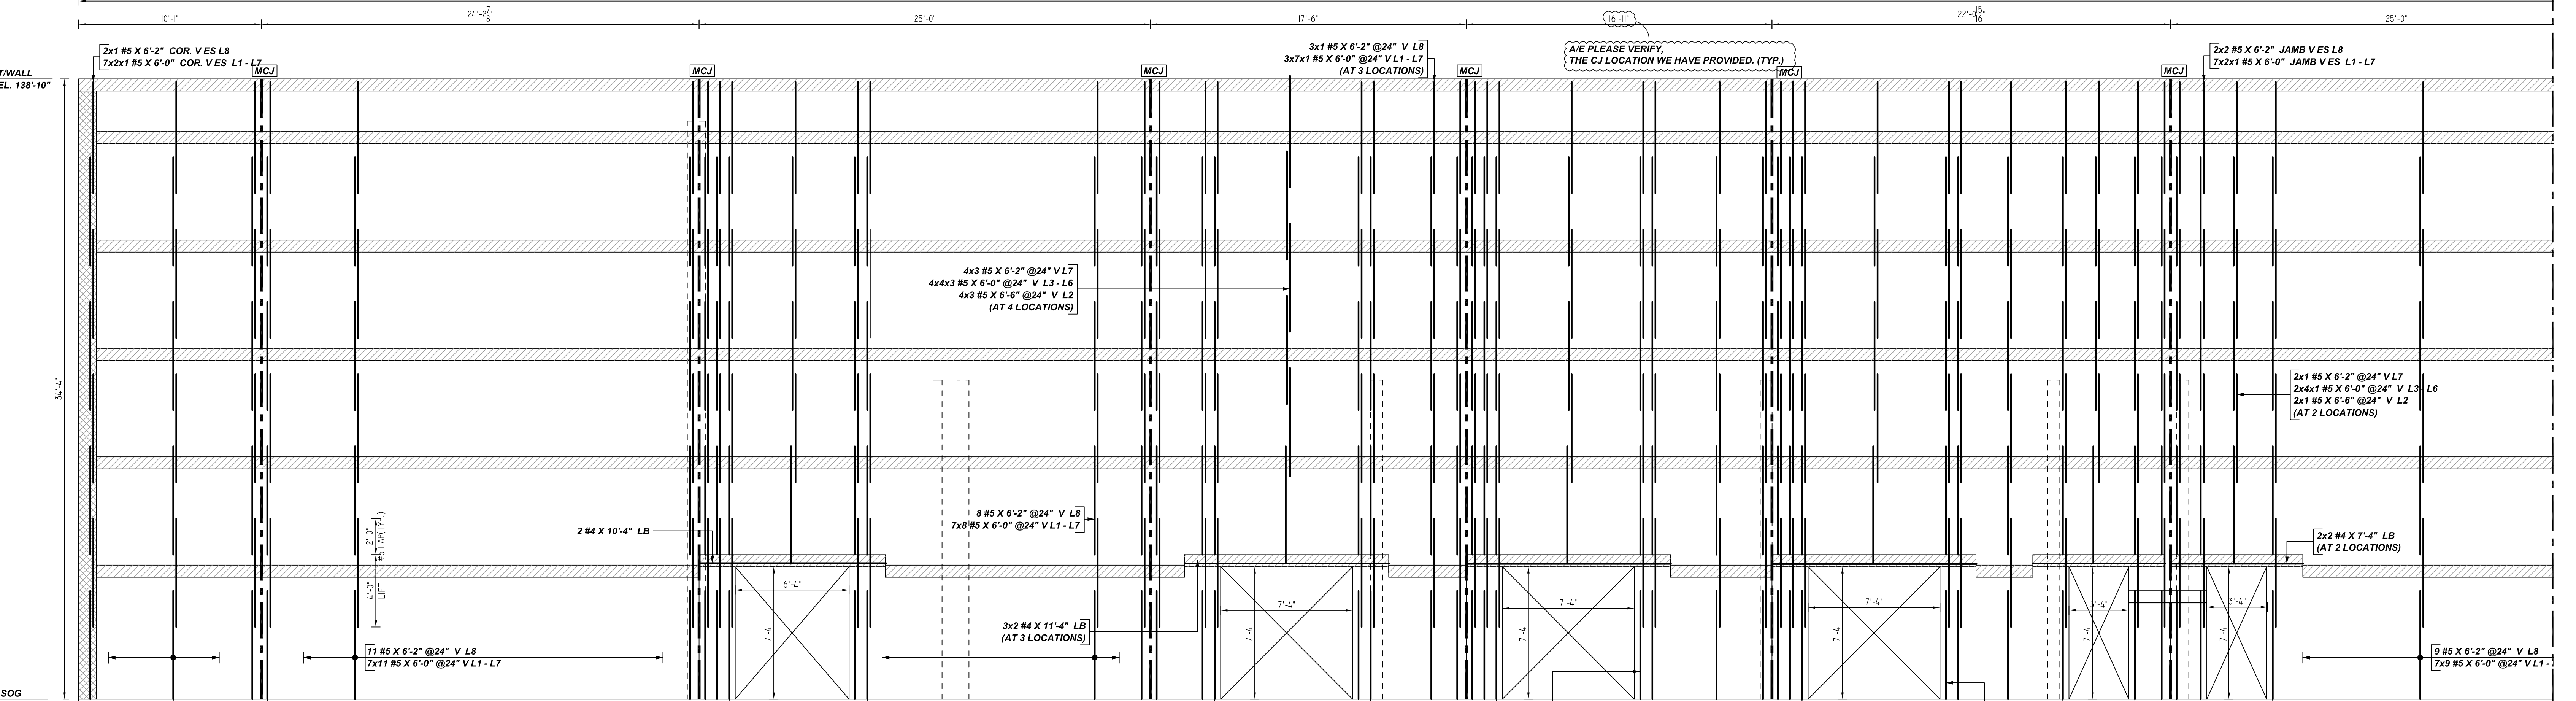 10'-1"
24'-2 7/8"
25'-0"
17'-6"
16'-11"
22'-0 15/16"
25'-0"
2x1 #5 X 6'-2" COR. V ES L8
7x2x1 #5 X 6'-0" COR. V ES L1 - L7
3x1 #5 X 6'-2" @24" V L8
3x7x1 #5 X 6'-0" @24" V L1 - L7
(AT 3 LOCATIONS)
A/E PLEASE VERIFY,
THE CJ LOCATION WE HAVE PROVIDED. (TYP.)
2x2 #5 X 6'-2" JAMB V ES L8
7x2x1 #5 X 6'-0" JAMB V ES L1 - L7
T/WALL
EL. 138'-10"
MCJ
MCJ
MCJ
MCJ
MCJ
MCJ
4x3 #5 X 6'-2" @24" V L7
4x4x3 #5 X 6'-0" @24" V L3 - L6
4x3 #5 X 6'-6" @24" V L2
(AT 4 LOCATIONS)
34'-4"
2x1 #5 X 6'-2" @24" V L7
2x4x1 #5 X 6'-0" @24" V L3 - L6
2x1 #5 X 6'-6" @24" V L2
(AT 2 LOCATIONS)
2'-0"
#5 LAP(TYP.)
4'-0"
LIFT
2 #4 X 10'-4" LB
8 #5 X 6'-2" @24" V L8
7x8 #5 X 6'-0" @24" V L1 - L7
2x2 #4 X 7'-4" LB
(AT 2 LOCATIONS)
6'-4"
7'-4"
3x2 #4 X 11'-4" LB
(AT 3 LOCATIONS)
7'-4"
7'-4"
7'-4"
7'-4"
7'-4"
7'-4"
3'-4"
7'-4"
3'-4"
7'-4"
11 #5 X 6'-2" @24" V L8
7x11 #5 X 6'-0" @24" V L1 - L7
9 #5 X 6'-2" @24" V L8
7x9 #5 X 6'-0" @24" V L1 -
SOG